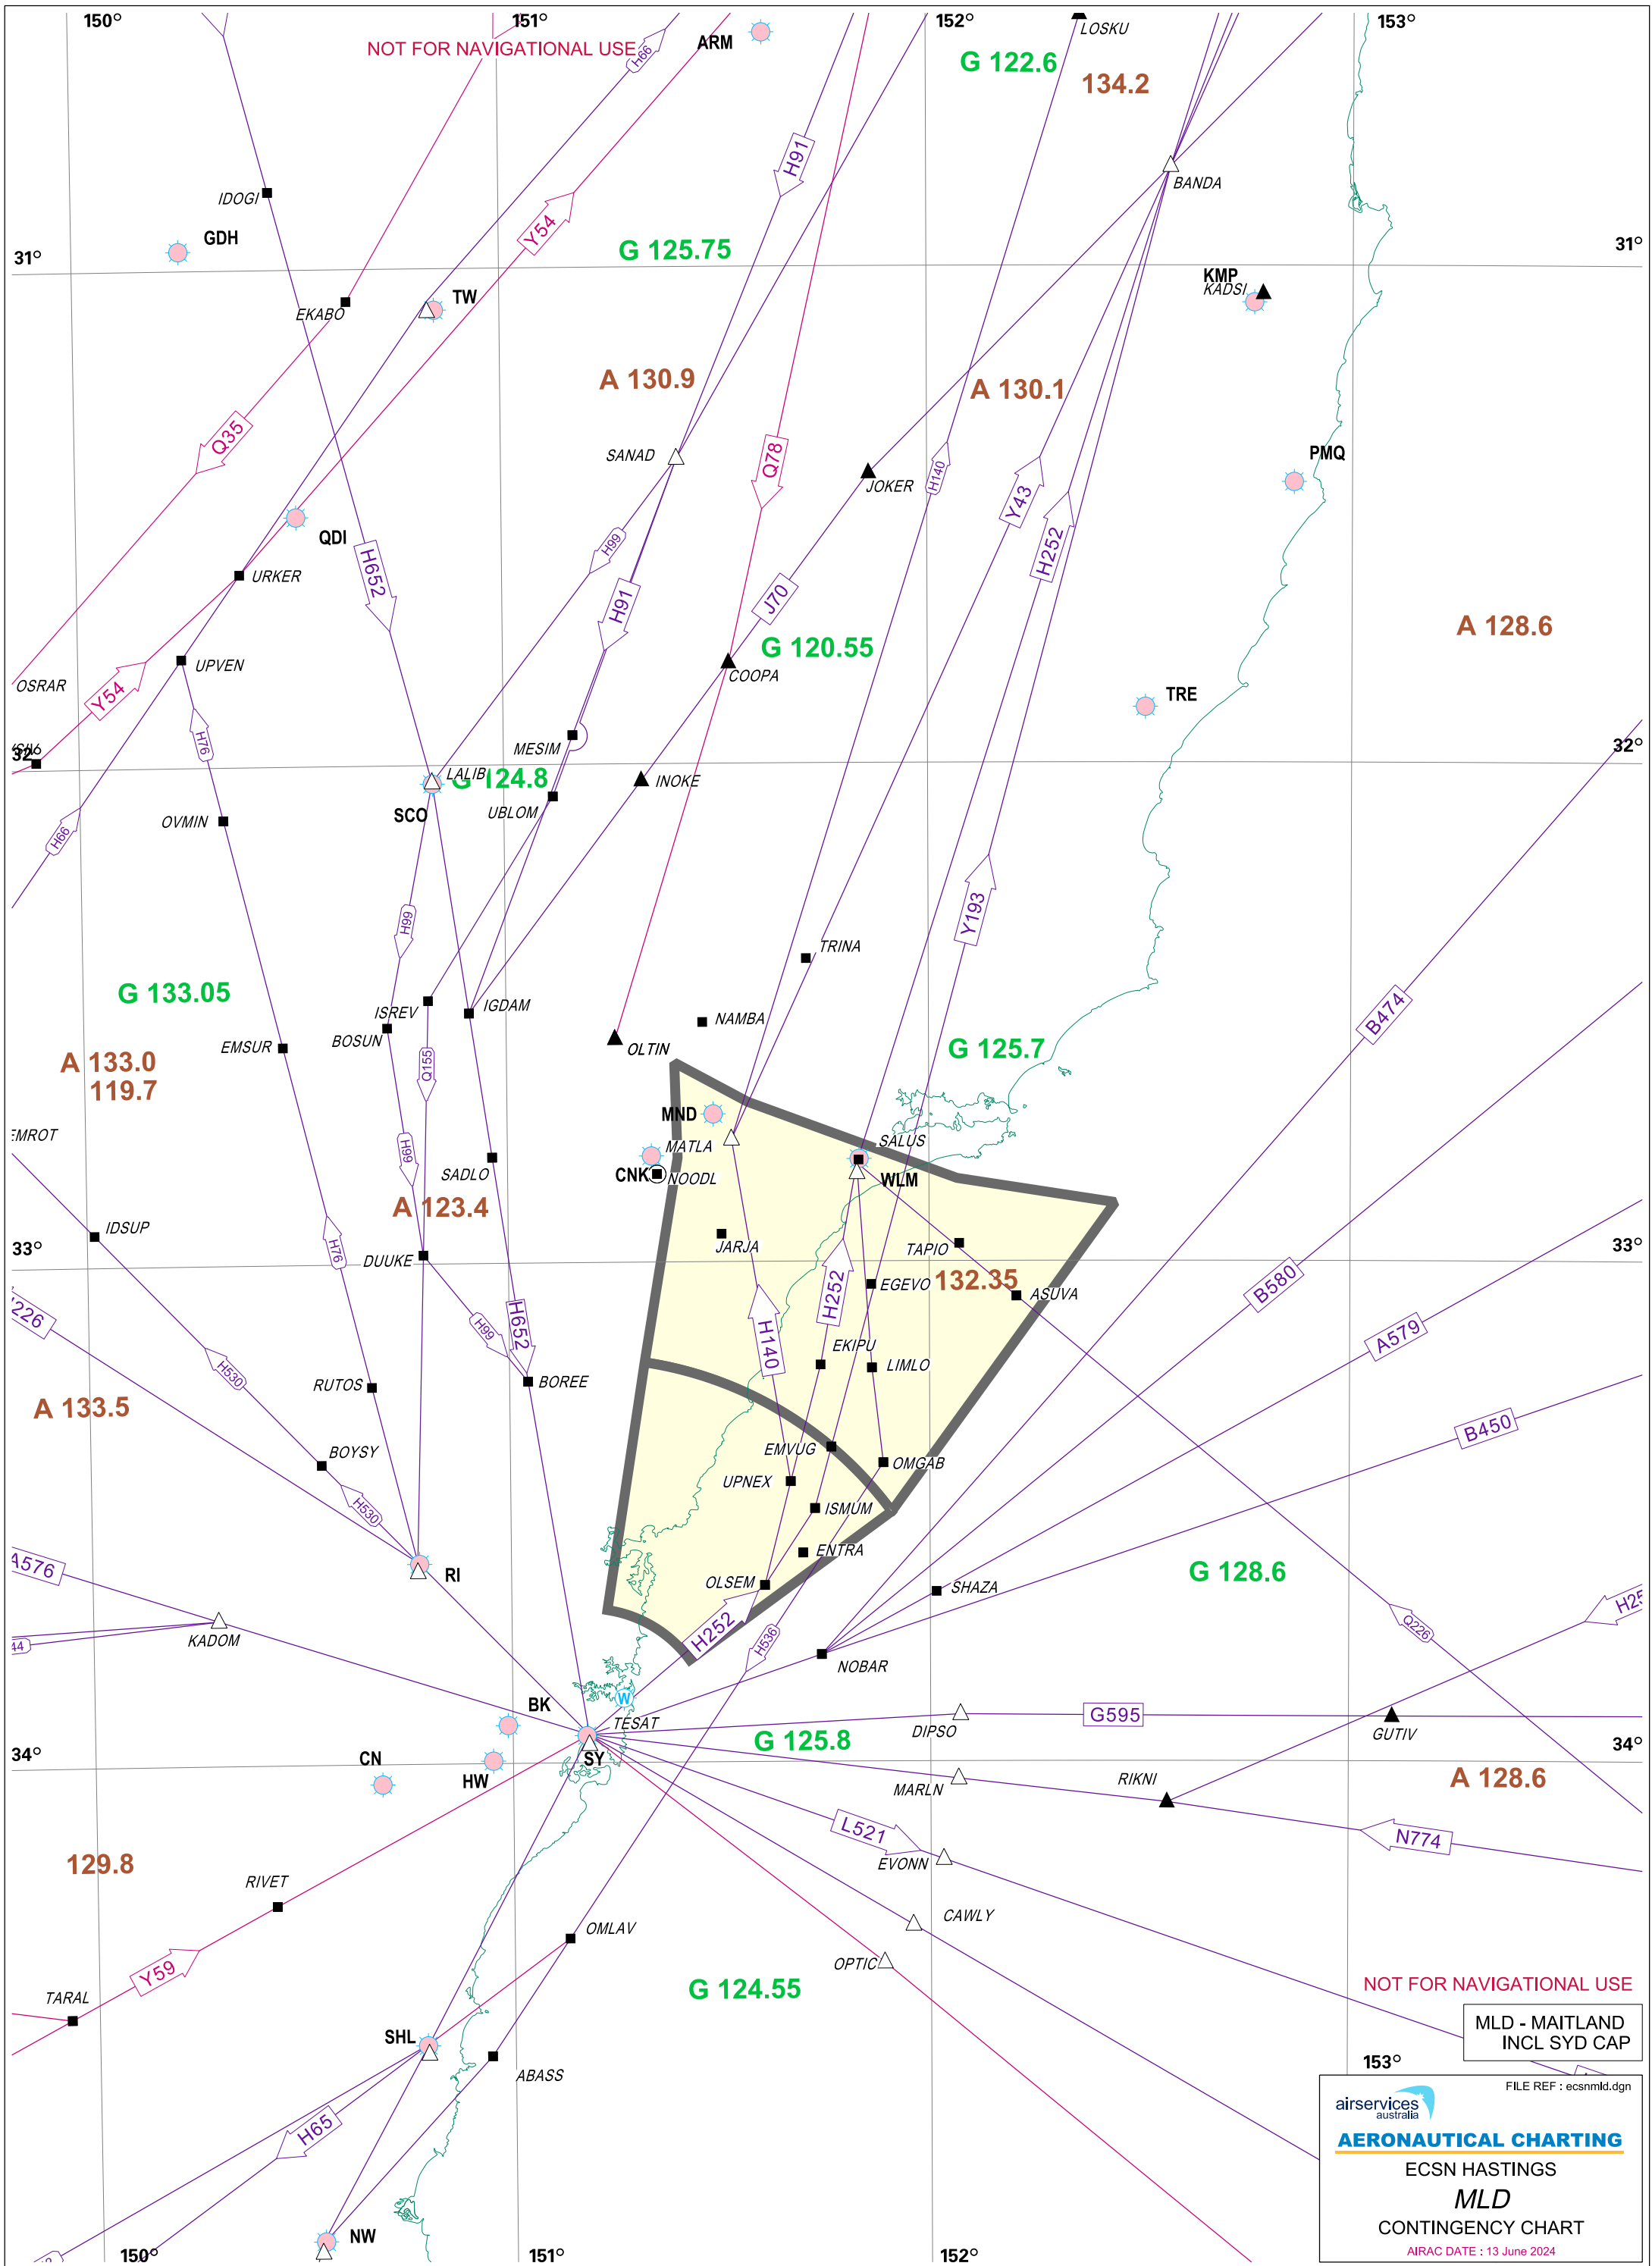 150°
151°
152°
153°
NOT FOR NAVIGATIONAL USE
H66
ARM
LOSKU
G 122.6
134.2
H91
BANDA
IDOGI
GDH
Y54
G 125.75
31°
31°
TW
EKABO
KMP
KADSI
A 130.9
A 130.1
Q35
SANAD
Q78
JOKER
H140
PMQ
Y43
QDI
H99
H252
H652
URKER
H91
J70
A 128.6
G 120.55
UPVEN
COOPA
OSRAR
Y54
TRE
H76
MESIM
32°
32°
LALIB
G 124.8
INOKE
UBLOM
SCO
OVMIN
H66
H99
Y193
TRINA
G 133.05
ISREV
IGDAM
B474
NAMBA
BOSUN
EMSUR
OLTIN
G 125.7
A 133.0
119.7
Q155
MND
EMROT
SALUS
MATLA
H99
SADLO
CNK
NOODL
WLM
A 123.4
IDSUP
H76
JARJA
TAPIO
33°
33°
DUUKE
EGEVO
132.35
ASUVA
B580
H252
226
H652
H99
H140
A579
EKIPU
LIMLO
H530
RUTOS
BOREE
A 133.5
B450
BOYSY
EMVUG
OMGAB
UPNEX
H530
ISMUM
ENTRA
A576
RI
OLSEM
SHAZA
G 128.6
H252
H25
Q226
KADOM
44
H536
NOBAR
W
BK
TESAT
DIPSO
G595
GUTIV
G 125.8
34°
34°
CN
HW
SY
MARLN
RIKNI
A 128.6
L521
N774
129.8
EVONN
RIVET
CAWLY
OMLAV
Y59
OPTIC
G 124.55
NOT FOR NAVIGATIONAL USE
TARAL
MLD - MAITLAND
INCL SYD CAP
SHL
ABASS
153°
FILE REF : ecsnmld.dgn
airservices
australia
H65
AERONAUTICAL CHARTING
ECSN HASTINGS
MLD
CONTINGENCY CHART
AIRAC DATE : 13 June 2024
NW
150°
151°
152°